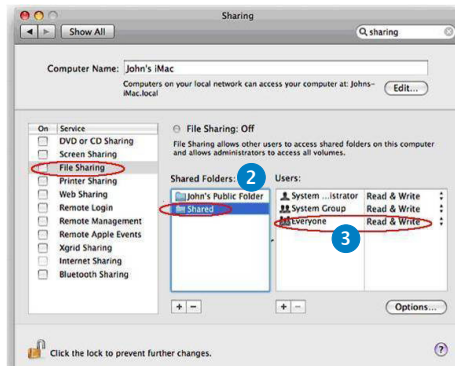 Sharing
Show All
sharing
Computer Name: John's iMac
Computers on your local network can access your computer at: Johns-
iMac.local
Edit...
On Service
DVD or CD Sharing
Screen Sharing
File Sharing
Printer Sharing
Web Sharing
Remote Login
Remote Management
Remote Apple Events
Xgrid Sharing
Internet Sharing
Bluetooth Sharing
File Sharing: Off
File Sharing allows other users to access shared folders on this computer
and allows administrators to access all volumes.
Shared Folders: 2 Users:
John's Public Folder
Shared
System ...istrator Read & Write
System Group Read & Write
Everyone Read & Write
3
+ −
+ −
Options...
Click the lock to prevent further changes.
?